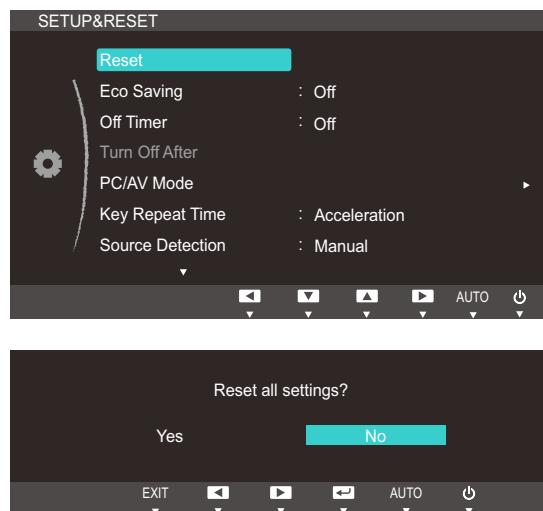 SETUP&RESET
Reset
Eco Saving : Off
Off Timer : Off
Turn Off After
PC/AV Mode
Key Repeat Time : Acceleration
Source Detection : Manual
AUTO
Reset all settings?
Yes No
EXIT AUTO